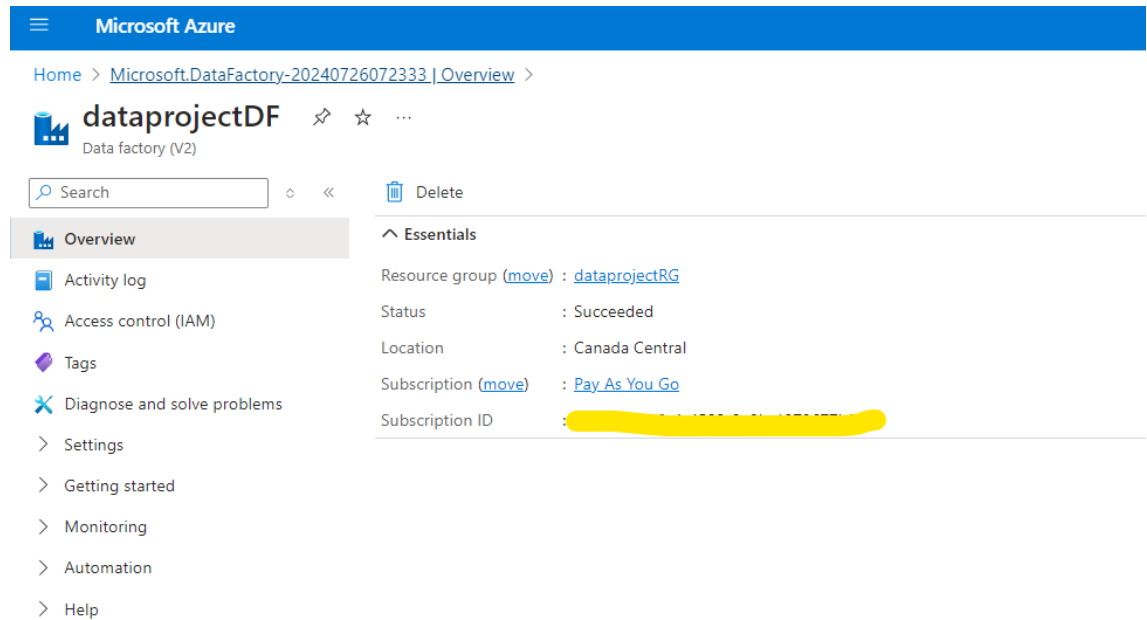 Microsoft Azure
Home > Microsoft.DataFactory-20240726072333 | Overview >
dataprojectDF
Data factory (V2)
Search
Delete
Overview
Essentials
Activity log
Resource group (move) : dataprojectRG
Access control (IAM)
Status : Succeeded
Location : Canada Central
Tags
Subscription (move) : Pay As You Go
Diagnose and solve problems
Subscription ID :
Settings
Getting started
Monitoring
Automation
Help